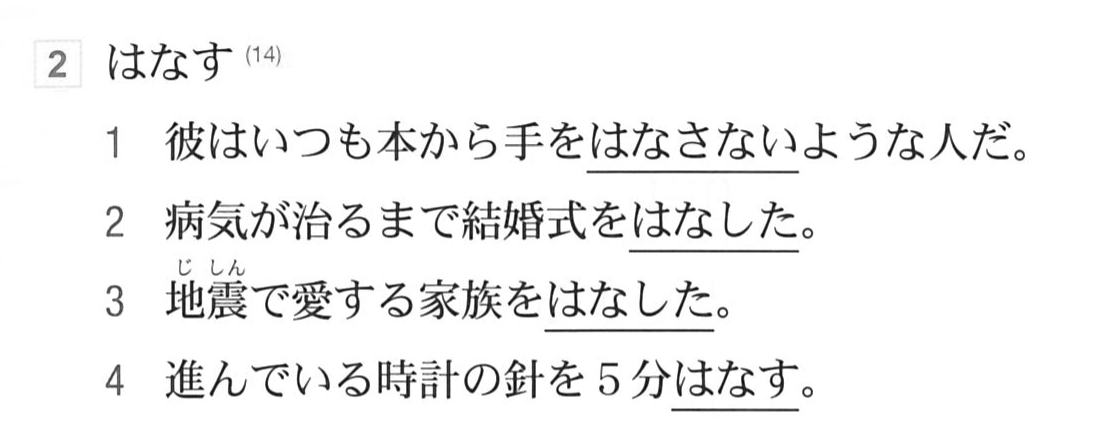 2 はなす (14)
1 彼はいつも本から手をはなさないような人だ。
2 病気が治るまで結婚式をはなした。
じ しん
3 地震で愛する家族をはなした。
4 進んでいる時計の針を5分はなす。